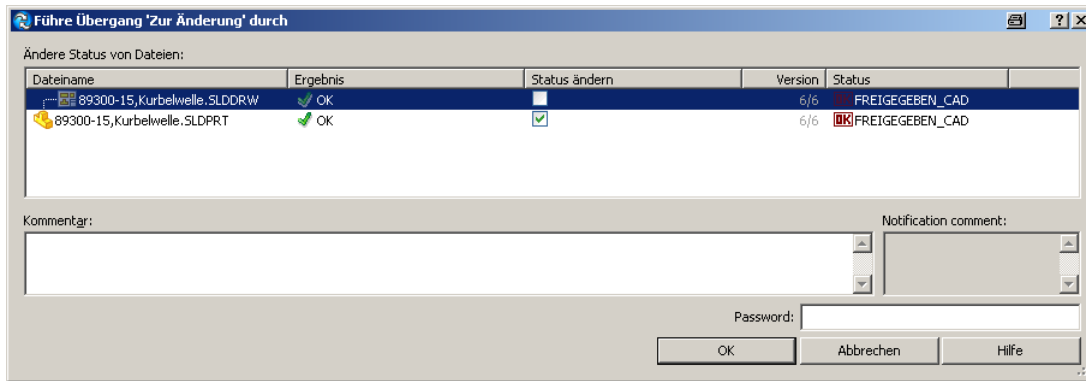 Führe Übergang 'Zur Änderung' durch
Ändere Status von Dateien:
Dateiname Ergebnis Status ändern Version Status
89300-15,Kurbelwelle.SLDDRW OK 6/6 OK FREIGEGEBEN_CAD
89300-15,Kurbelwelle.SLDPRT OK 6/6 OK FREIGEGEBEN_CAD
Kommentar: Notification comment:
Password:
OK Abbrechen Hilfe